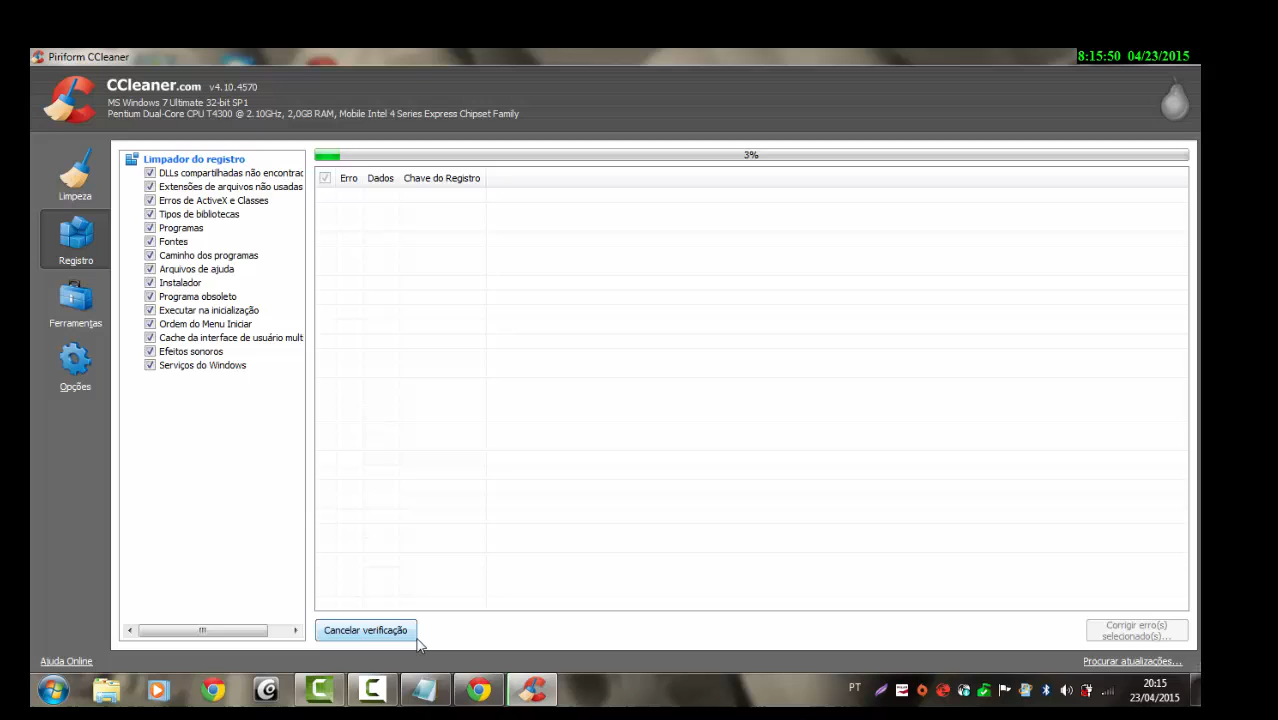 Piriform CCleaner
8:15:50 04/23/2015
CCleaner.com v4.10.4570
MS Windows 7 Ultimate 32-bit SP1
Pentium Dual-Core CPU T4300 @ 2.10GHz, 2,0GB RAM, Mobile Intel 4 Series Express Chipset Family
Limpeza
Registro
Ferramentas
Opções
Limpador do registro
DLLs compartilhadas não encontrac
Extensões de arquivos não usadas
Erros de ActiveX e Classes
Tipos de bibliotecas
Programas
Fontes
Caminho dos programas
Arquivos de ajuda
Instalador
Programa obsoleto
Executar na inicialização
Ordem do Menu Iniciar
Cache da interface de usuário mult
Efeitos sonoros
Serviços do Windows
3%
Erro Dados Chave do Registro
Cancelar verificação
Corrigir erro(s)
selecionado(s)...
Ajuda Online
Procurar atualizações...
PT
20:15
23/04/2015